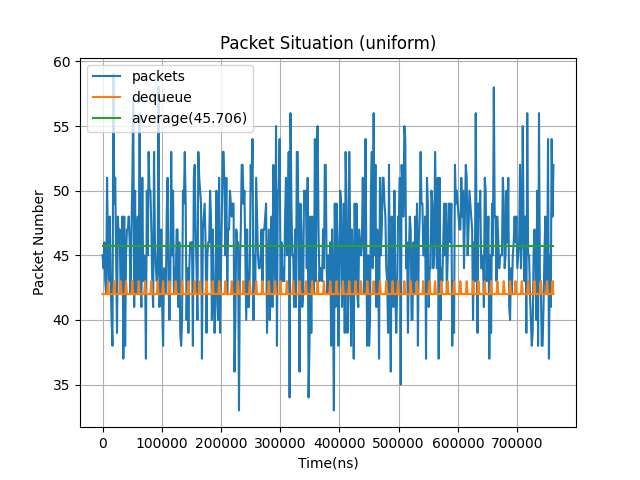 Packet Situation (uniform)
packets
dequeue
average(45.706)
Packet Number
60
55
50
45
40
35
0
100000
200000
300000
400000
500000
600000
700000
Time(ns)